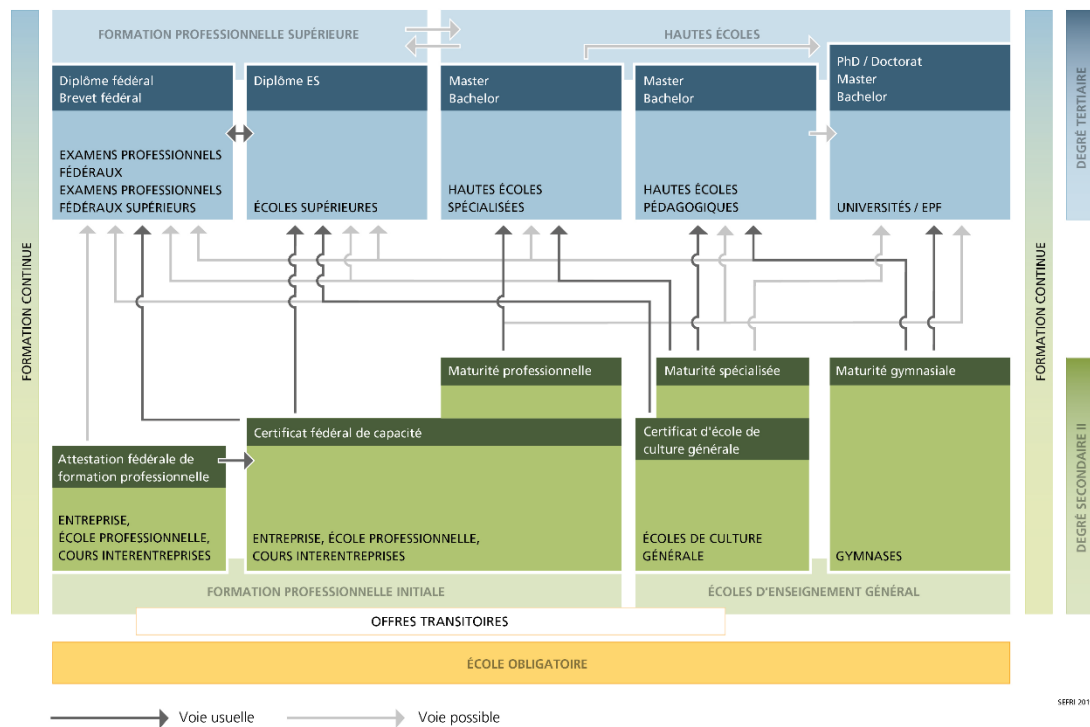 FORMATION PROFESSIONNELLE SUPÉRIEURE
HAUTES ÉCOLES
Diplôme fédéral
Brevet fédéral
EXAMENS PROFESSIONNELS
FÉDÉRAUX
EXAMENS PROFESSIONNELS
FÉDÉRAUX SUPÉRIEURS
Diplôme ES
ÉCOLES SUPÉRIEURES
Master
Bachelor
HAUTES ÉCOLES
SPÉCIALISÉES
Master
Bachelor
HAUTES ÉCOLES
PÉDAGOGIQUES
PhD / Doctorat
Master
Bachelor
UNIVERSITÉS / EPF
FORMATION CONTINUE
FORMATION CONTINUE
DEGRÉ TERTIAIRE
DEGRÉ SECONDAIRE II
Attestation fédérale de
formation professionnelle
ENTREPRISE,
ÉCOLE PROFESSIONNELLE,
COURS INTERENTREPRISES
Maturité professionnelle
Certificat fédéral de capacité
ENTREPRISE, ÉCOLE PROFESSIONNELLE,
COURS INTERENTREPRISES
Maturité spécialisée
Certificat d'école de
culture générale
ÉCOLES DE CULTURE
GÉNÉRALE
Maturité gymnasiale
GYMNASES
FORMATION PROFESSIONNELLE INITIALE
ÉCOLES D'ENSEIGNEMENT GÉNÉRAL
OFFRES TRANSITOIRES
ÉCOLE OBLIGATOIRE
Voie usuelle
Voie possible
SEFRI 201